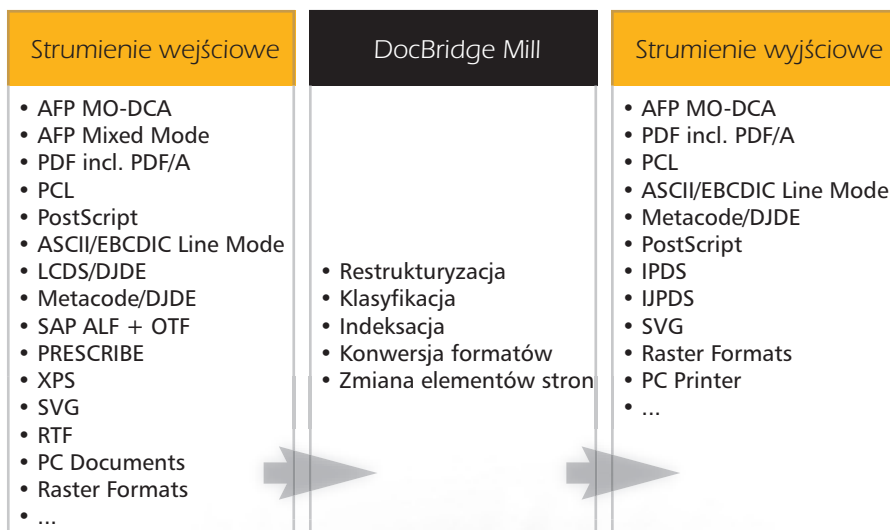 Strumienie wejściowe
• AFP MO-DCA
• AFP Mixed Mode
• PDF incl. PDF/A
• PCL
• PostScript
• ASCII/EBCDIC Line Mode
• LCDS/DJDE
• Metacode/DJDE
• SAP ALF + OTF
• PRESCRIBE
• XPS
• SVG
• RTF
• PC Documents
• Raster Formats
• ...
DocBridge Mill
• Restrukturyzacja
• Klasyfikacja
• Indeksacja
• Konwersja formatów
• Zmiana elementów stron
Strumienie wyjściowe
• AFP MO-DCA
• PDF incl. PDF/A
• PCL
• ASCII/EBCDIC Line Mode
• Metacode/DJDE
• PostScript
• IPDS
• IJPDS
• SVG
• Raster Formats
• PC Printer
• ...